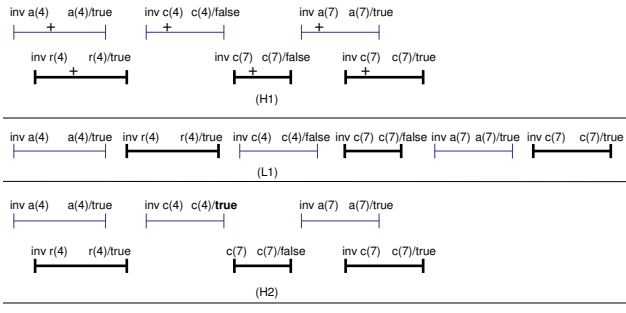 inv a(4) a(4)/true inv c(4) c(4)/false inv a(7) a(7)/true
+ + +
inv r(4) r(4)/true inv c(7) c(7)/false inv c(7) c(7)/true
+ + +
(H1)
inv a(4) a(4)/true inv r(4) r(4)/true inv c(4) c(4)/false inv c(7) c(7)/false inv a(7) a(7)/true inv c(7) c(7)/true
(L1)
inv a(4) a(4)/true inv c(4) c(4)/true inv a(7) a(7)/true
inv r(4) r(4)/true c(7) c(7)/false inv c(7) c(7)/true
(H2)